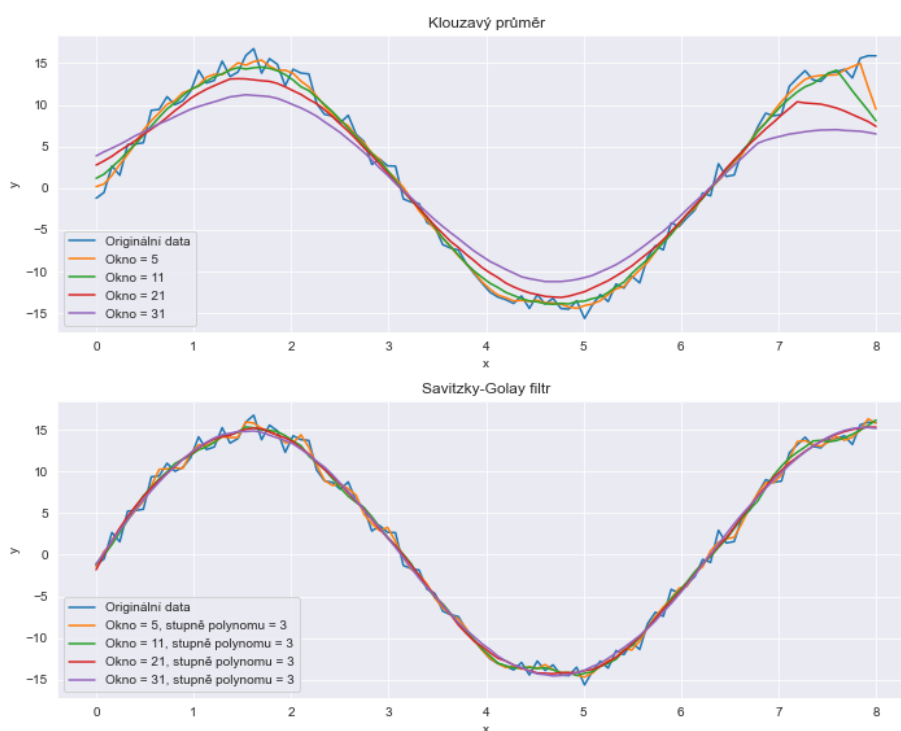 Klouzavý průměr
15
10
5
0
−5
−10
−15
y
Originální data
Okno = 5
Okno = 11
Okno = 21
Okno = 31
0 1 2 3 4 5 6 7 8
x
Savitzky-Golay filtr
15
10
5
0
−5
−10
−15
y
Originální data
Okno = 5, stupně polynomu = 3
Okno = 11, stupně polynomu = 3
Okno = 21, stupně polynomu = 3
Okno = 31, stupně polynomu = 3
0 1 2 3 4 5 6 7 8
x